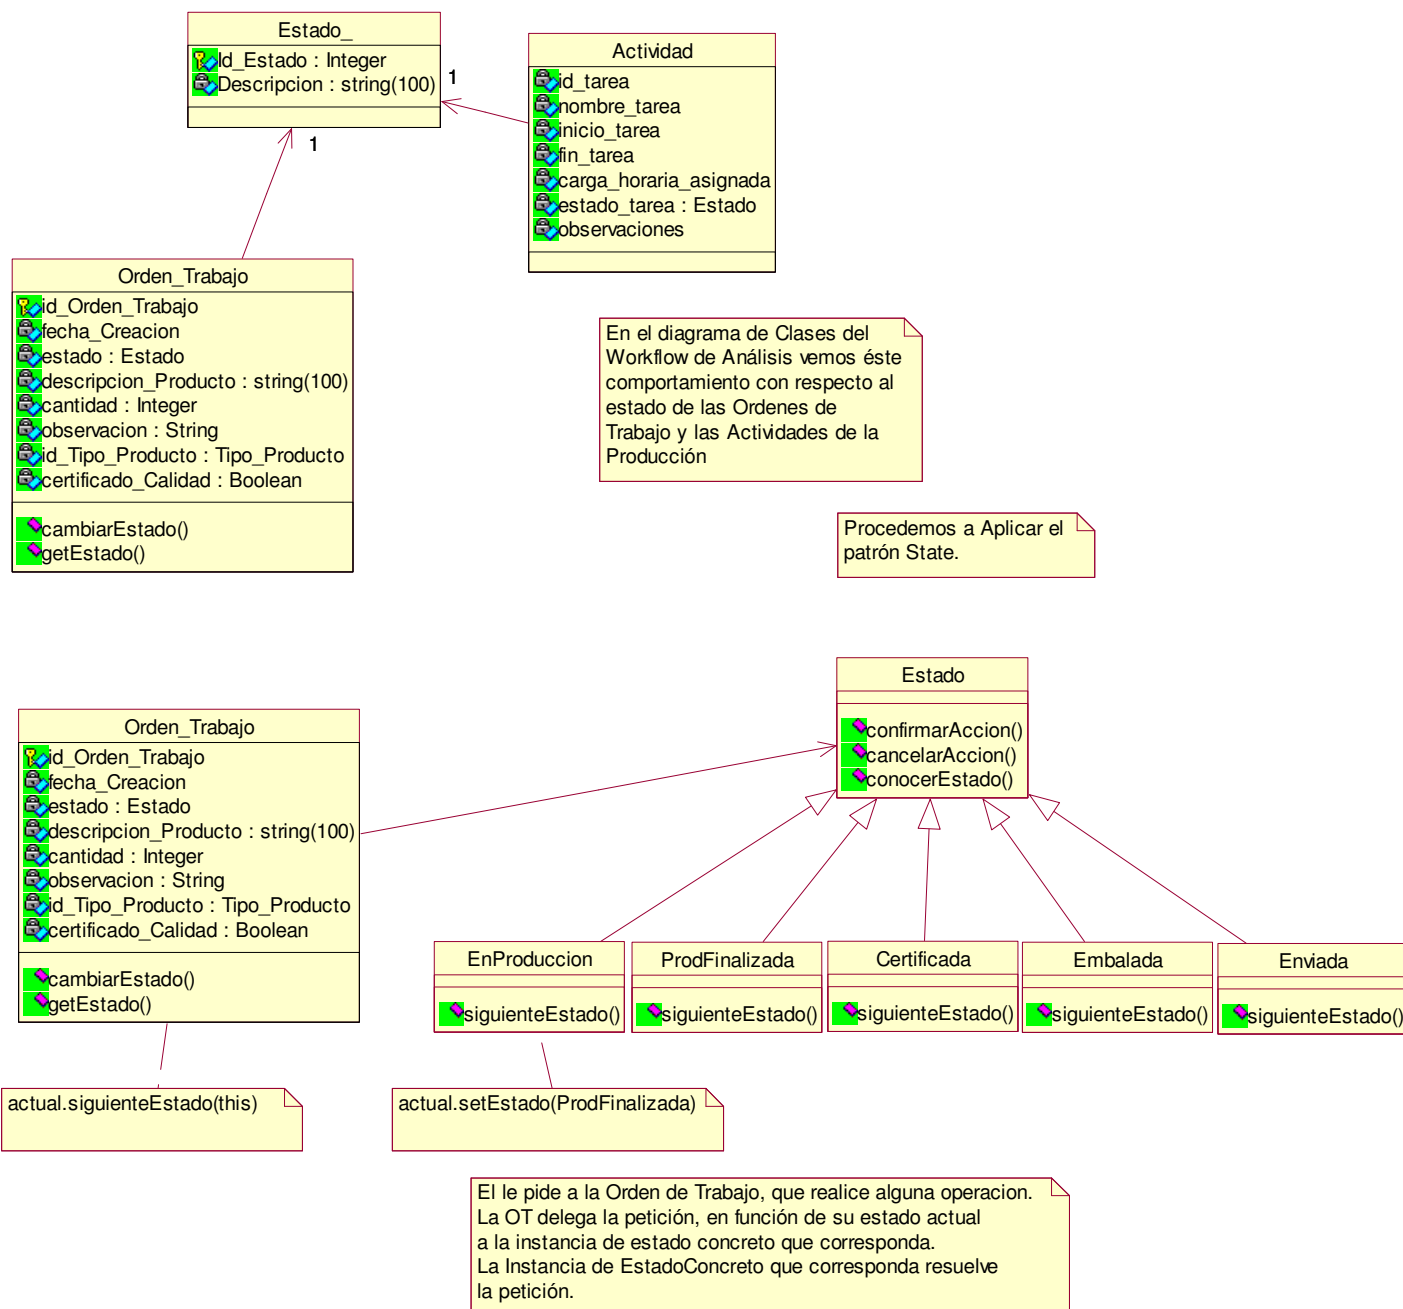 Estado_
Id_Estado : Integer
Descripcion : string(100)
1
1
Actividad
id_tarea
nombre_tarea
inicio_tarea
fin_tarea
carga_horaria_asignada
estado_tarea : Estado
observaciones
Orden_Trabajo
id_Orden_Trabajo
fecha_Creacion
estado : Estado
descripcion_Producto : string(100)
cantidad : Integer
observacion : String
id_Tipo_Producto : Tipo_Producto
certificado_Calidad : Boolean
cambiarEstado()
getEstado()
En el diagrama de Clases del
Workflow de Análisis vemos éste
comportamiento con respecto al
estado de las Ordenes de
Trabajo y las Actividades de la
Producción
Procedemos a Aplicar el
patrón State.
Estado
confirmarAccion()
cancelarAccion()
conocerEstado()
Orden_Trabajo
id_Orden_Trabajo
fecha_Creacion
estado : Estado
descripcion_Producto : string(100)
cantidad : Integer
observacion : String
id_Tipo_Producto : Tipo_Producto
certificado_Calidad : Boolean
cambiarEstado()
getEstado()
EnProduccion
siguienteEstado()
ProdFinalizada
siguienteEstado()
Certificada
siguienteEstado()
Embalada
siguienteEstado()
Enviada
siguienteEstado()
actual.siguienteEstado(this)
actual.setEstado(ProdFinalizada)
El le pide a la Orden de Trabajo, que realice alguna operacion.
La OT delega la petición, en función de su estado actual
a la instancia de estado concreto que corresponda.
La Instancia de EstadoConcreto que corresponda resuelve
la petición.